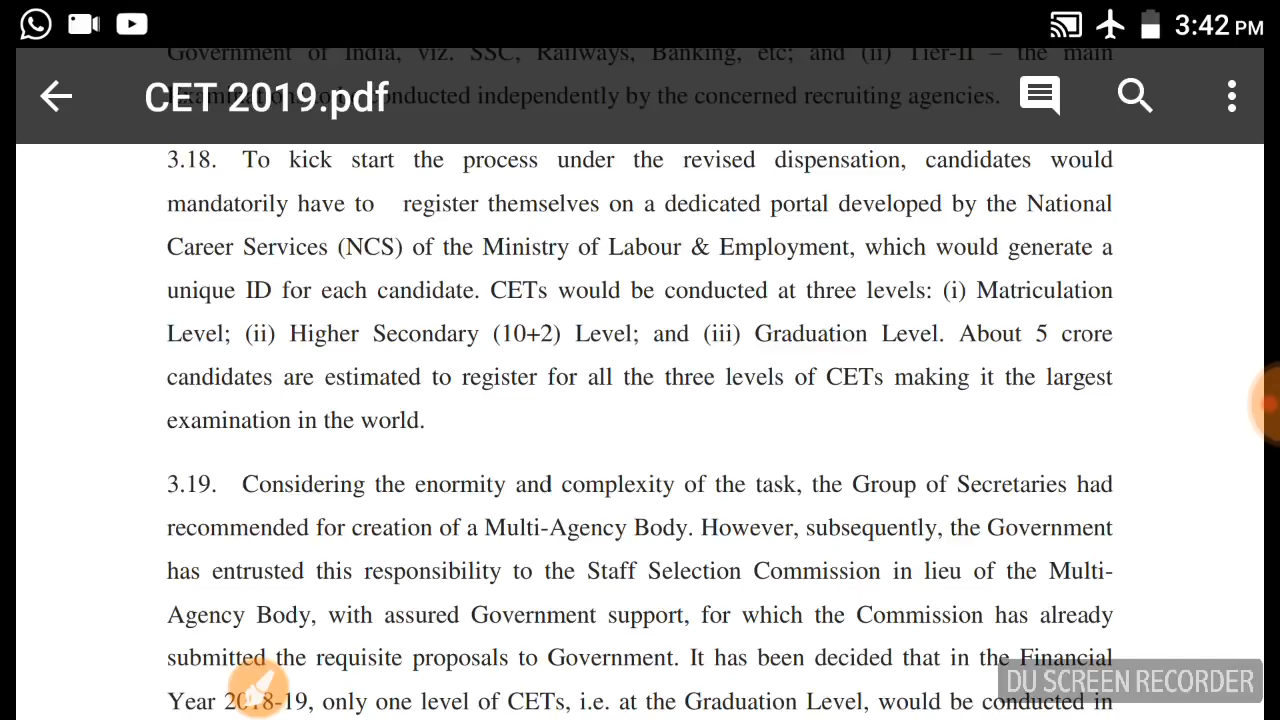 3:42 PM
Government of India, viz. SSC, Railways, Banking, etc; and (ii) Tier-II – the main
CET 2019.pdf
conducted independently by the concerned recruiting agencies.
3.18. To kick start the process under the revised dispensation, candidates would
mandatorily have to register themselves on a dedicated portal developed by the National
Career Services (NCS) of the Ministry of Labour & Employment, which would generate a
unique ID for each candidate. CETs would be conducted at three levels: (i) Matriculation
Level; (ii) Higher Secondary (10+2) Level; and (iii) Graduation Level. About 5 crore
candidates are estimated to register for all the three levels of CETs making it the largest
examination in the world.
3.19. Considering the enormity and complexity of the task, the Group of Secretaries had
recommended for creation of a Multi-Agency Body. However, subsequently, the Government
has entrusted this responsibility to the Staff Selection Commission in lieu of the Multi-
Agency Body, with assured Government support, for which the Commission has already
submitted the requisite proposals to Government. It has been decided that in the Financial
Year 2018-19, only one level of CETs, i.e. at the Graduation Level, would be conducted in
DU SCREEN RECORDER